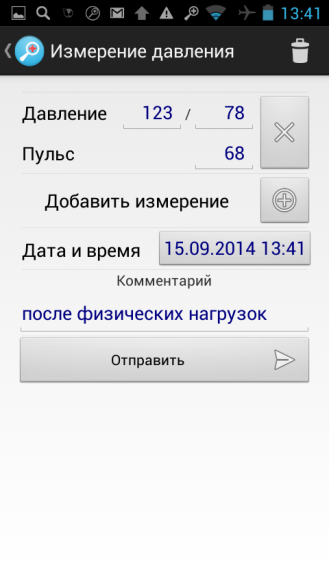 13:41
Измерение давления
Давление 123 / 78
Пульс 68
Добавить измерение
Дата и время 15.09.2014 13:41
Комментарий
после физических нагрузок
Отправить